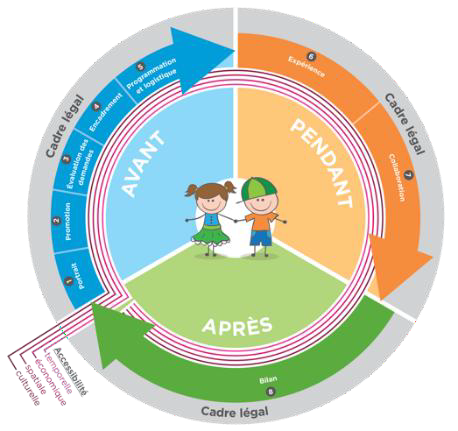 Cadre légal
AVANT
1 Portrait
2 Promotion
3 Évaluation des
demandes
4 Encadrement
5 Programmation
et logistique
Cadre légal
PENDANT
6 Expérience
7 Collaboration
APRÈS
Bilan
8
Cadre légal
Accessibilité
temporelle
économique
spatiale
culturelle